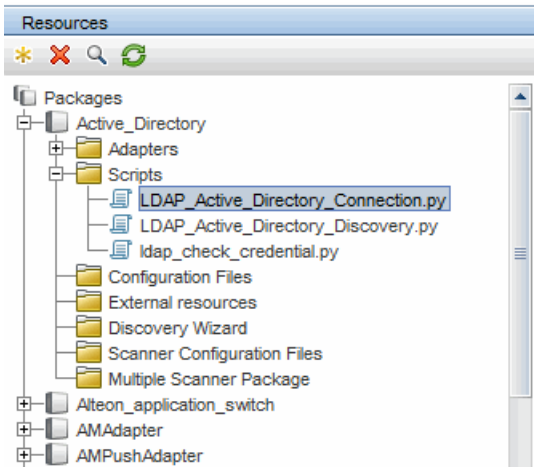 Resources
Packages
Active_Directory
Adapters
Scripts
LDAP_Active_Directory_Connection.py
LDAP_Active_Directory_Discovery.py
ldap_check_credential.py
Configuration Files
External resources
Discovery Wizard
Scanner Configuration Files
Multiple Scanner Package
Alteon_application_switch
AMAdapter
AMPushAdapter